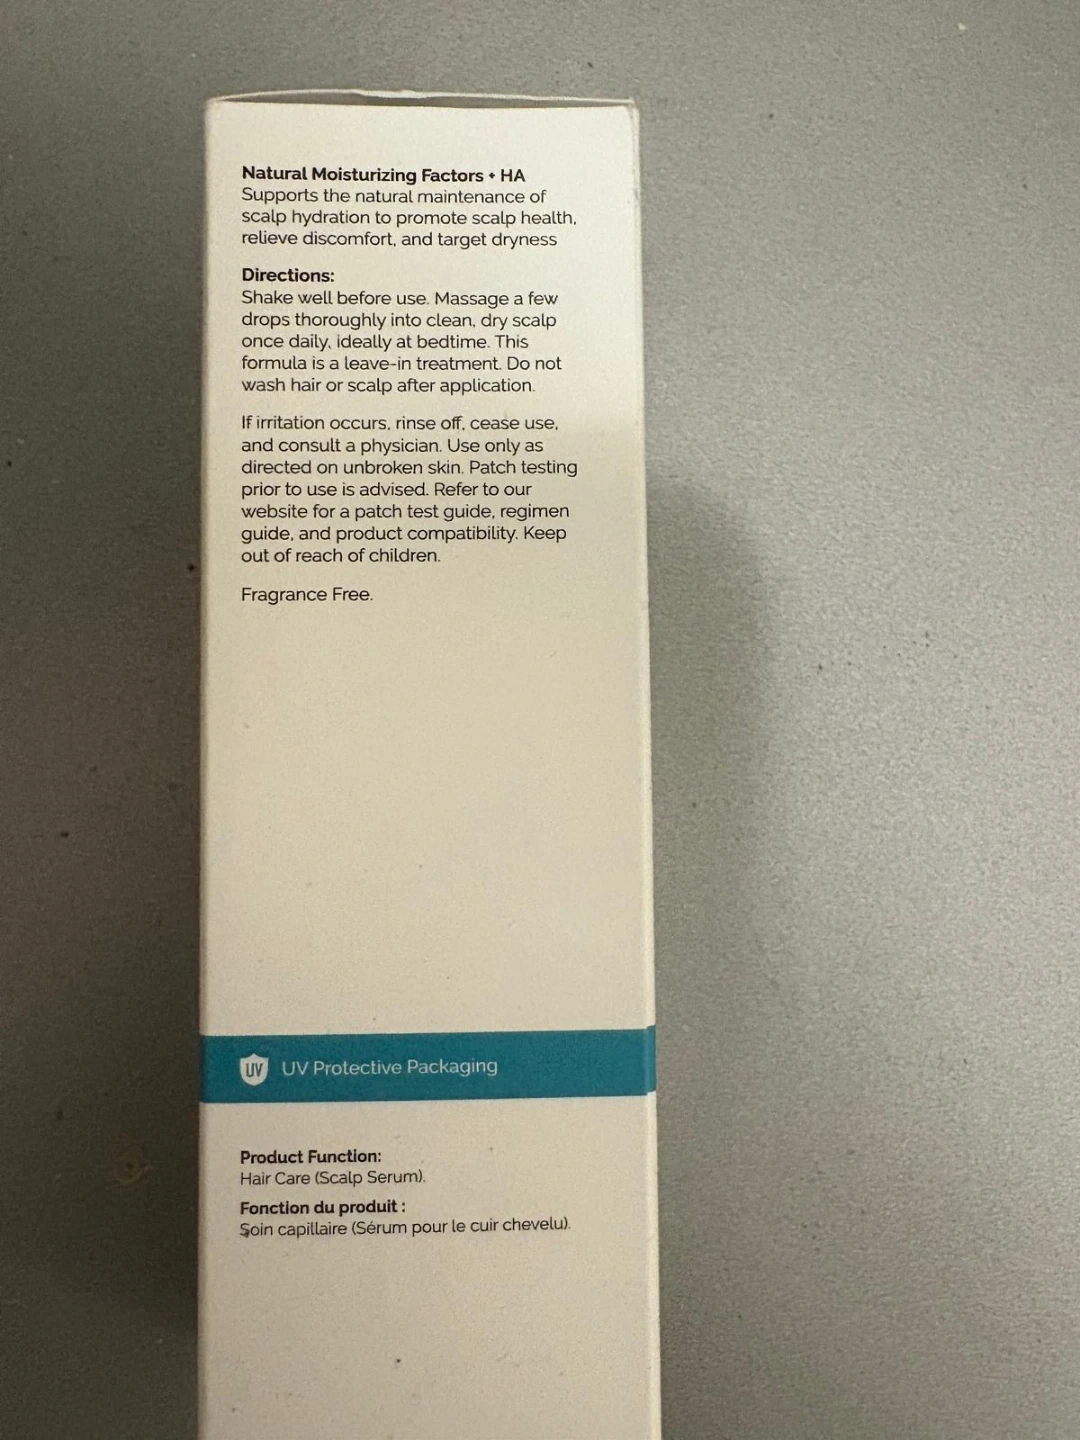 Natural Moisturizing Factors + HA
Supports the natural maintenance of
scalp hydration to promote scalp health,
relieve discomfort, and target dryness
Directions:
Shake well before use. Massage a few
drops thoroughly into clean, dry scalp
once daily, ideally at bedtime. This
formula is a leave-in treatment. Do not
wash hair or scalp after application.
If irritation occurs, rinse off, cease use,
and consult a physician. Use only as
directed on unbroken skin. Patch testing
prior to use is advised. Refer to our
website for a patch test guide, regimen
guide, and product compatibility. Keep
out of reach of children.
Fragrance Free.
UV UV Protective Packaging
Product Function:
Hair Care (Scalp Serum).
Fonction du produit :
Soin capillaire (Sérum pour le cuir chevelu).